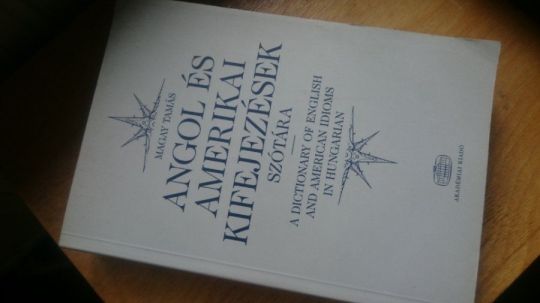 MAGAY TAMÁS
ANGOL ÉS
AMERIKAI
KIFEJEZÉSEK
SZÓTÁRA
A DICTIONARY OF ENGLISH
AND AMERICAN IDIOMS
IN HUNGARIAN
AKADÉMIAI KIADÓ